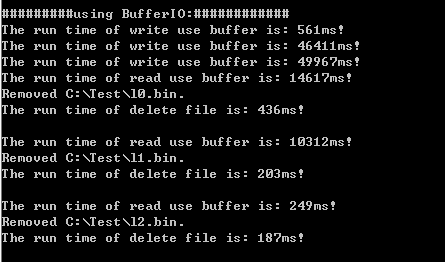 #########using BufferIO:############
The run time of write use buffer is: 561ms!
The run time of write use buffer is: 46411ms!
The run time of write use buffer is: 49967ms!
The run time of read use buffer is: 14617ms!
Removed C:\Test\l0.bin.
The run time of delete file is: 436ms!
The run time of read use buffer is: 10312ms!
Removed C:\Test\l1.bin.
The run time of delete file is: 203ms!
The run time of read use buffer is: 249ms!
Removed C:\Test\l2.bin.
The run time of delete file is: 187ms!